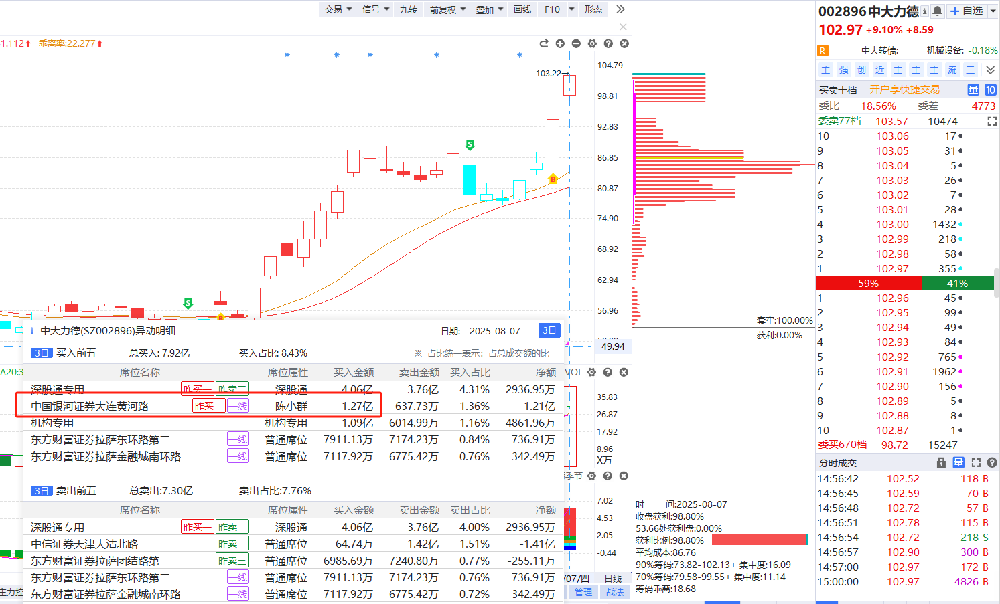 交易 信号 九转 前复权 叠加 画线 F10 形态
1.112 乖离率:22.277
103.22
104.79
98.81
92.83
86.85
80.87
74.90
68.92
62.94
56.96
49.94
S
S
B
中大力德(SZ002896)异动明细 日期: 2025-08-07 3日
3日 买入前五 总买入: 7.92亿 买入占比: 8.43% ※ 占比统一表示：占总成交额的比
席位名称 席位属性 买入金额 卖出金额 买入占比 净额
深股通专用 昨买一 昨卖二 深股通 4.06亿 3.76亿 4.31% 2936.95万
中国银河证券大连黄河路 昨买二 一线 陈小群 1.27亿 637.73万 1.36% 1.21亿
机构专用 机构专用 1.09亿 6014.99万 1.16% 4861.96万
东方财富证券拉萨东环路第二 一线 普通席位 7911.13万 7174.23万 0.84% 736.91万
东方财富证券拉萨金融城南环路 一线 普通席位 7117.92万 6775.42万 0.76% 342.49万
3日 卖出前五 总卖出:7.30亿 卖出占比:7.76%
席位名称 席位属性 买入金额 卖出金额 卖出占比 净额
深股通专用 昨买一 昨卖二 深股通 4.06亿 3.76亿 4.00% 2936.95万
中信证券天津大沽北路 昨卖一 普通席位 64.74万 1.42亿 1.51% -1.41亿
东方财富证券拉萨团结路第一 昨卖三 普通席位 6985.69万 7240.80万 0.77% -255.11万
东方财富证券拉萨东环路第二 一线 普通席位 7911.13万 7174.23万 0.76% 736.91万
东方财富证券拉萨金融城南环路 一线 普通席位 7117.92万 6775.42万 0.72% 342.49万
A20:3
VOL
35.83
26.87
17.92
8.96
X万
季节
7.02
4.53
2.05
-0.44
/07/四 日线
主力控
管理 战法
套牢:100.00%
获利:0.00%
时 间:2025-08-07
收盘获利:98.80%
53.66处获利盘:0.00%
获利比例:98.80%
平均成本:86.76
90%筹码:73.82-102.13+ 集中度:16.09
70%筹码:79.58-99.55+ 集中度:11.14
筹码乖离:18.68
002896中大力德 自选
102.97 +9.10% +8.59
R 中大转债: 机械设备: -0.18%
主 强 创 近 主 主 主 流 三
买卖十档 开户享快捷交易 量 10
委比 18.56% 委差 4773
委卖77档 103.57 10474
10 103.06 17
9 103.05 31
8 103.04 5
7 103.03 26
6 103.02 7
5 103.01 28
4 103.00 1432
3 102.99 218
2 102.98 58
1 102.97 355
59% 41%
1 102.96 45
2 102.95 99
3 102.94 49
4 102.93 84
5 102.92 765
6 102.91 1962
7 102.90 156
8 102.89 5
9 102.88 8
10 102.87 1
委买670档 98.72 15247
分时成交 量
14:56:42 102.52 118 B
14:56:45 102.59 70 B
14:56:48 102.72 57 B
14:56:51 102.78 115 B
14:56:54 102.72 218 S
14:56:57 102.90 300 B
14:57:00 102.97 172 B
15:00:00 102.97 4826 B